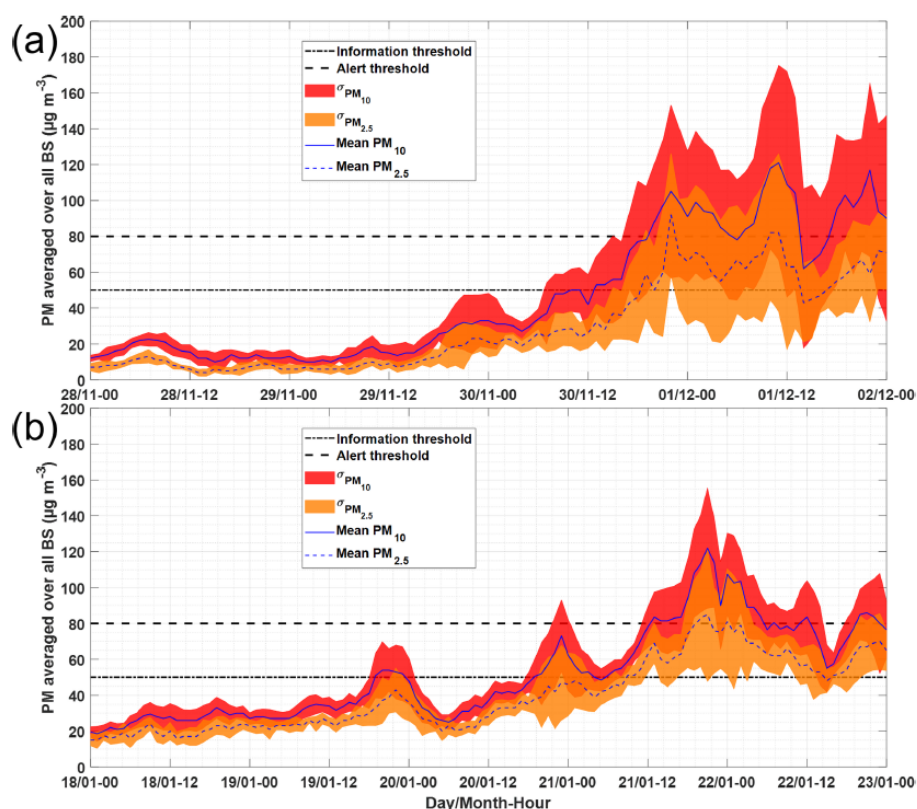 (a)
PM averaged over all BS (µg m⁻³)
200
180
160
140
120
100
80
60
40
20
0
Information threshold
Alert threshold
σPM10
σPM2.5
Mean PM10
Mean PM2.5
28/11-00 28/11-12 29/11-00 29/11-12 30/11-00 30/11-12 01/12-00 01/12-12 02/12-00
(b)
PM averaged over all BS (µg m⁻³)
200
180
160
140
120
100
80
60
40
20
0
Information threshold
Alert threshold
σPM10
σPM2.5
Mean PM10
Mean PM2.5
18/01-00 18/01-12 19/01-00 19/01-12 20/01-00 20/01-12 21/01-00 21/01-12 22/01-00 22/01-12 23/01-00
Day/Month-Hour